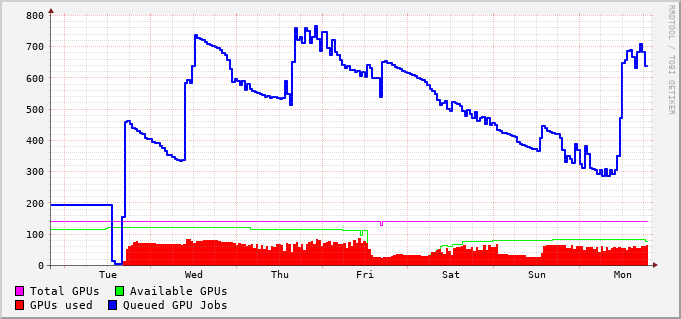 800
700
600
500
400
300
200
100
0
Tue Wed Thu Fri Sat Sun Mon
RRDTOOL / TOBI OETIKER
Total GPUs Available GPUs
GPUs used Queued GPU Jobs